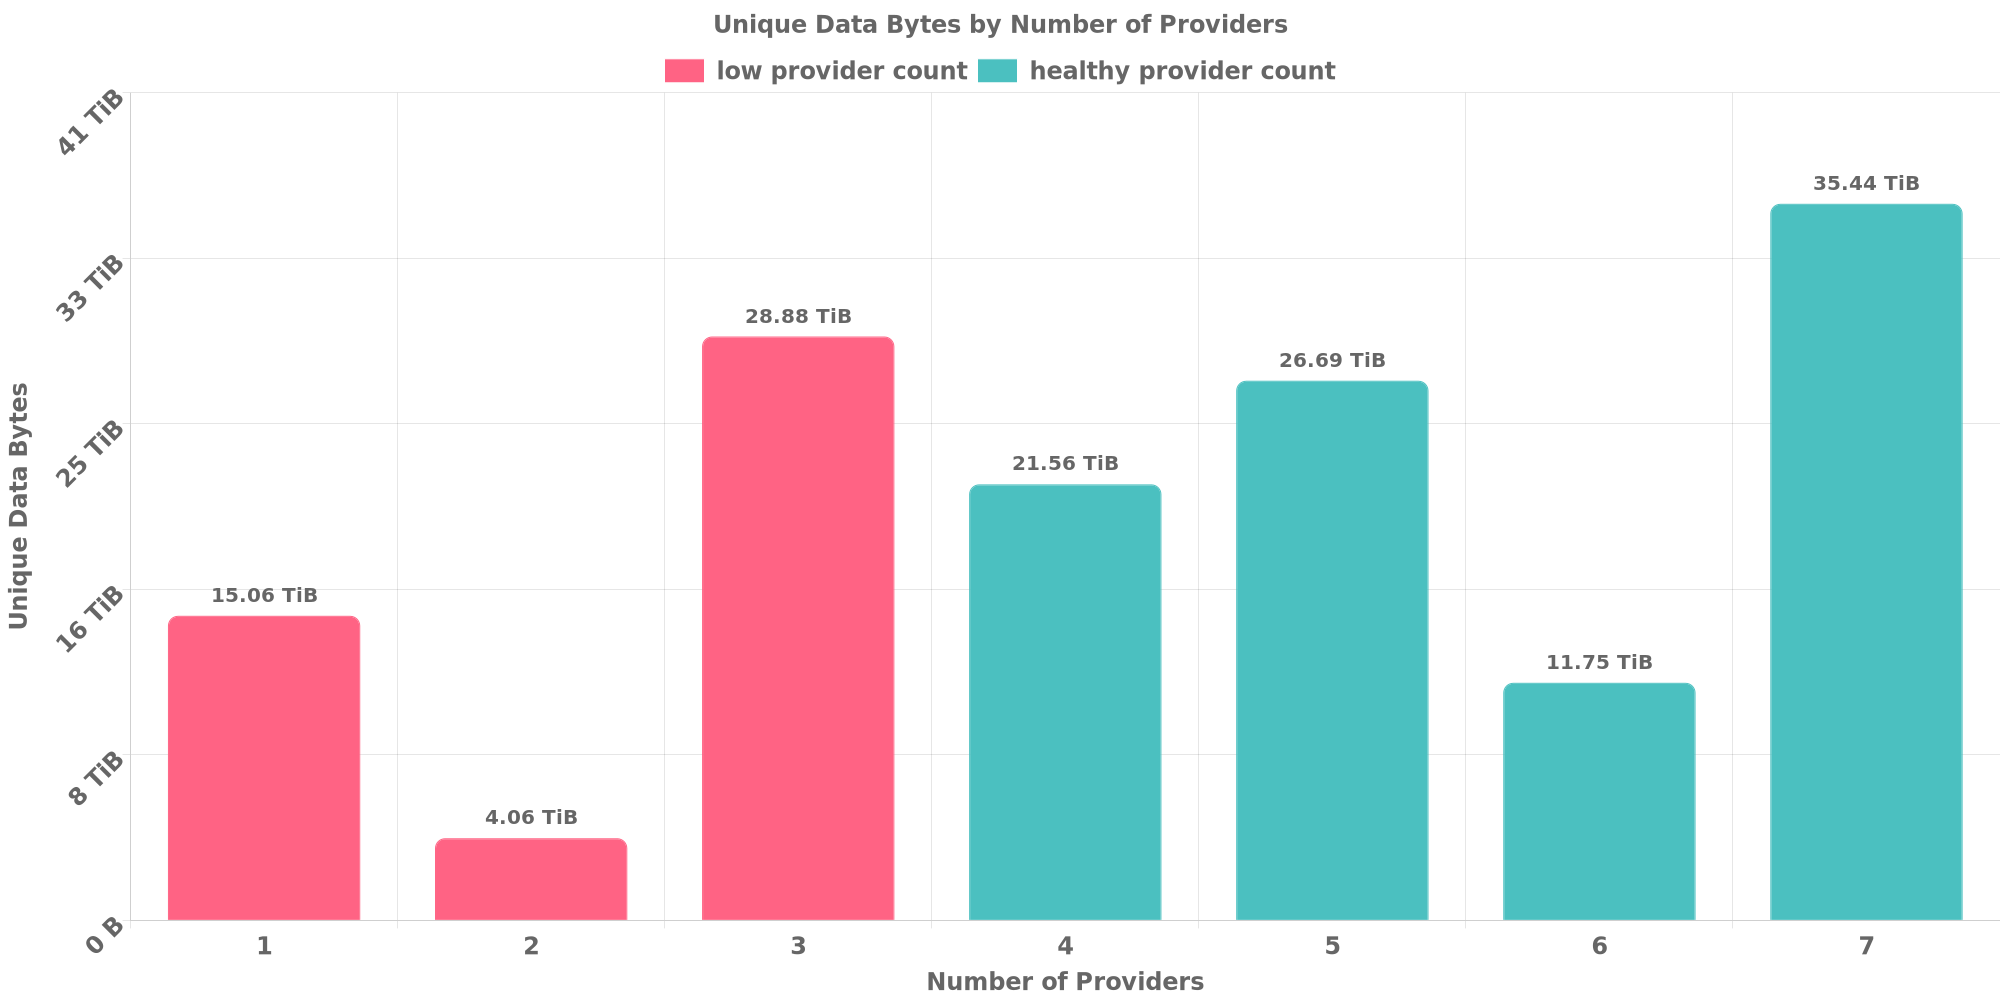 Unique Data Bytes by Number of Providers
low provider count healthy provider count
41 TiB
33 TiB
25 TiB
16 TiB
8 TiB
0 B
Unique Data Bytes
15.06 TiB
4.06 TiB
28.88 TiB
21.56 TiB
26.69 TiB
11.75 TiB
35.44 TiB
1 2 3 4 5 6 7
Number of Providers